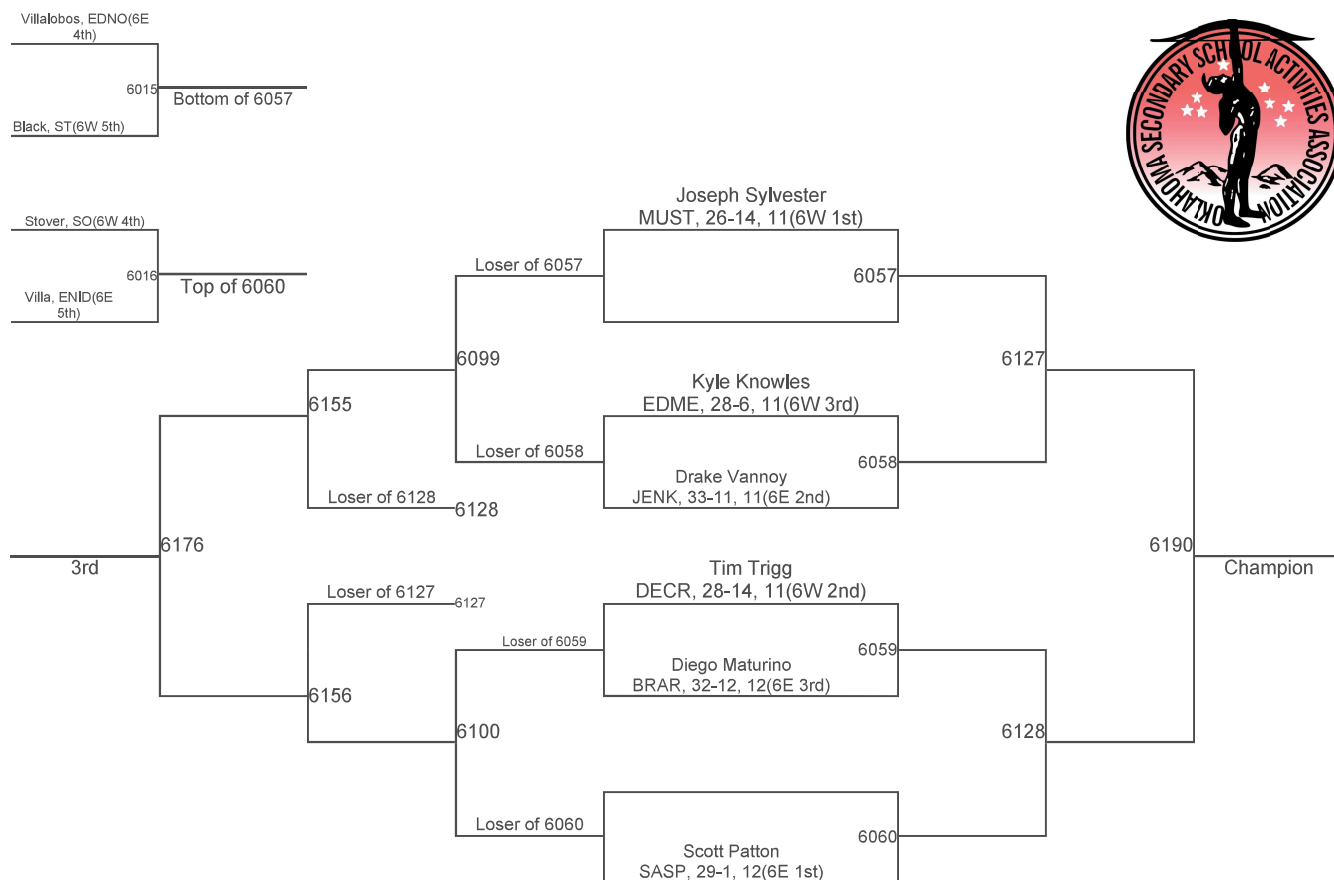 Villalobos, EDNO(6E
4th)
6015
Bottom of 6057
Black, ST(6W 5th)
Stover, SO(6W 4th)
6016
Top of 6060
Villa, ENID(6E
5th)
OKLAHOMA SECONDARY SCHOOL ACTIVITIES ASSOCIATION
Joseph Sylvester
MUST, 26-14, 11(6W 1st)
Loser of 6057
6057
6099
6127
Kyle Knowles
EDME, 28-6, 11(6W 3rd)
6155
Loser of 6058
6058
Drake Vannoy
JENK, 33-11, 11(6E 2nd)
Loser of 6128
6128
6176
3rd
6190
Champion
Tim Trigg
DECR, 28-14, 11(6W 2nd)
Loser of 6127
6127
Loser of 6059
6059
Diego Maturino
BRAR, 32-12, 12(6E 3rd)
6156
6100
6128
Loser of 6060
6060
Scott Patton
SASP, 29-1, 12(6E 1st)